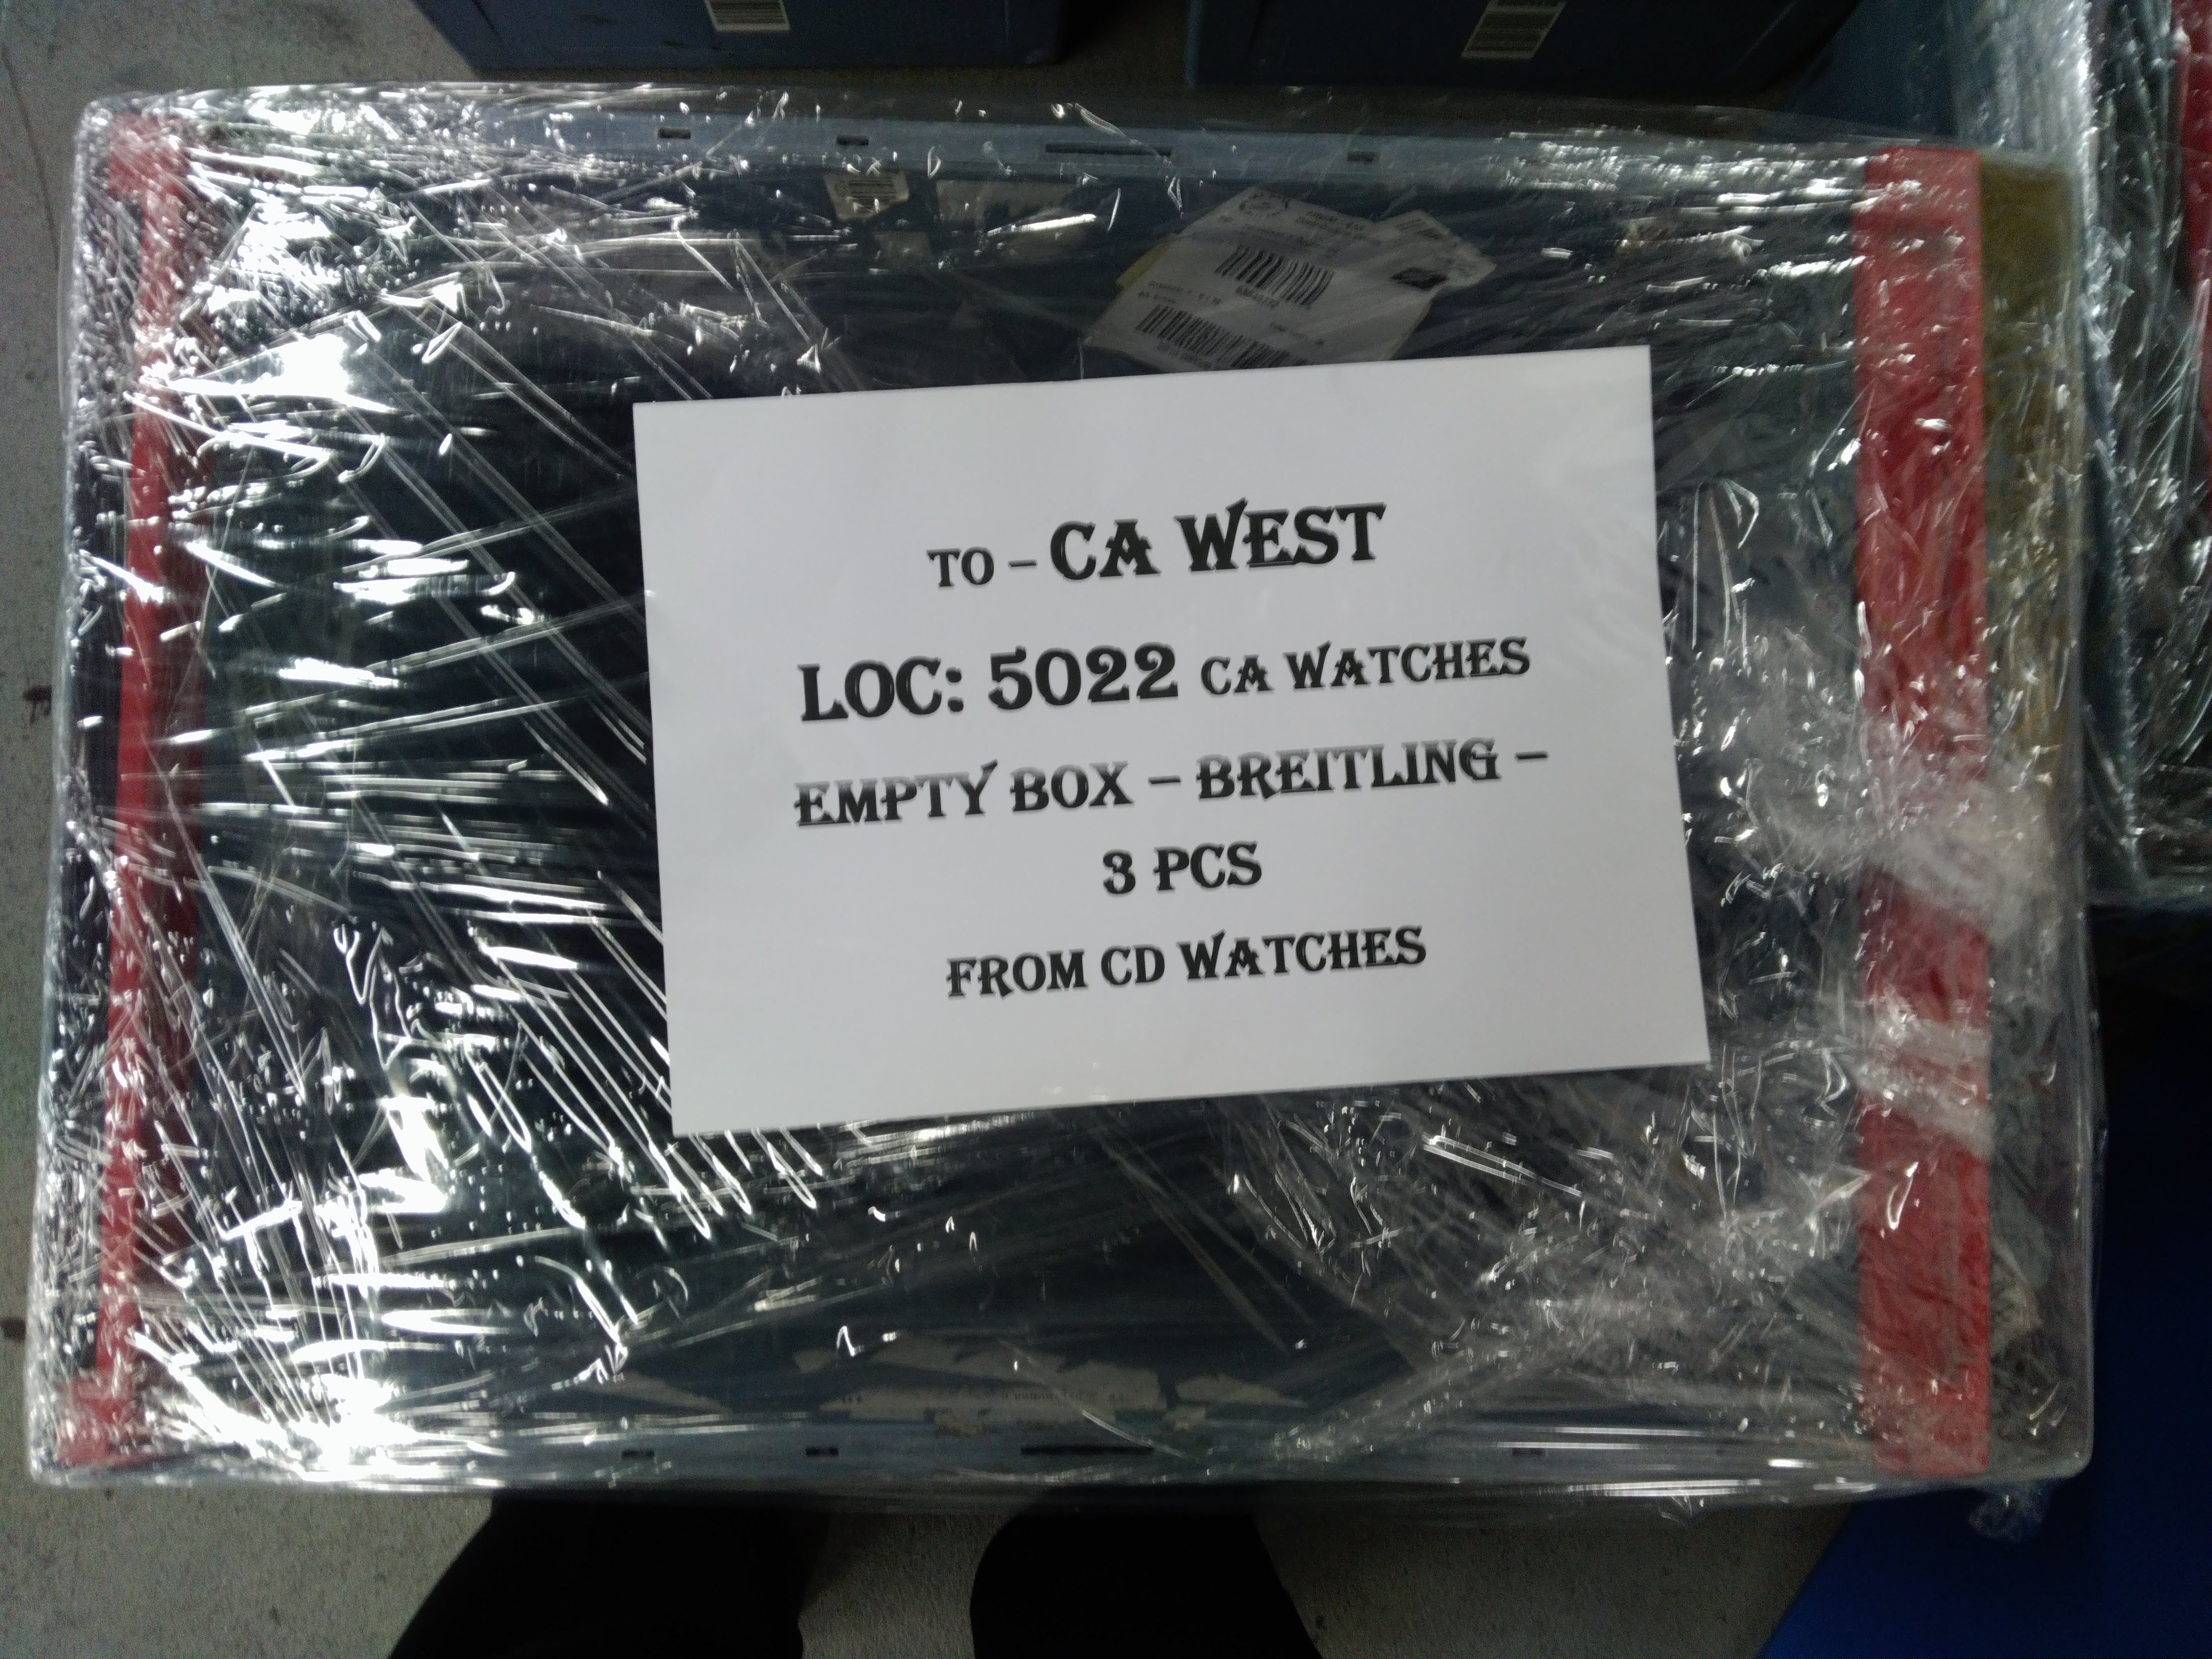 TO – CA WEST
LOC: 5022 CA WATCHES
EMPTY BOX – BREITLING –
3 PCS
FROM CD WATCHES